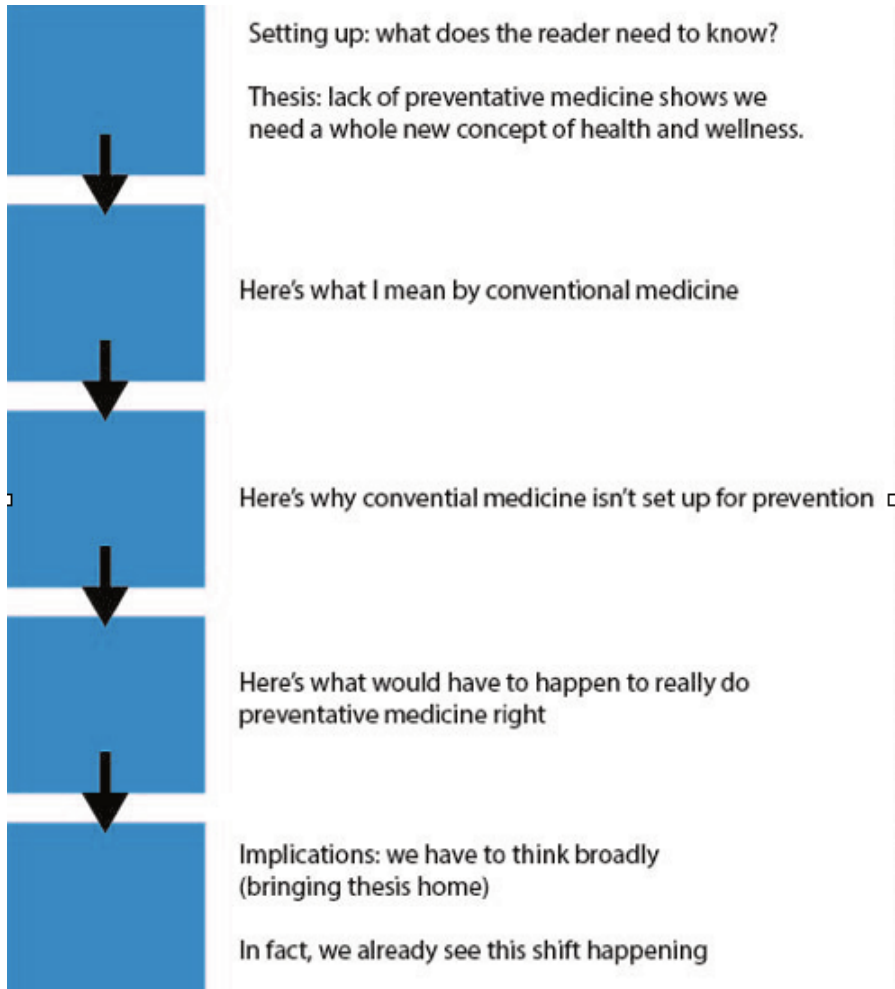 Setting up: what does the reader need to know?
Thesis: lack of preventative medicine shows we
need a whole new concept of health and wellness.
Here's what I mean by conventional medicine
Here's why convential medicine isn't set up for prevention
Here's what would have to happen to really do
preventative medicine right
Implications: we have to think broadly
(bringing thesis home)
In fact, we already see this shift happening